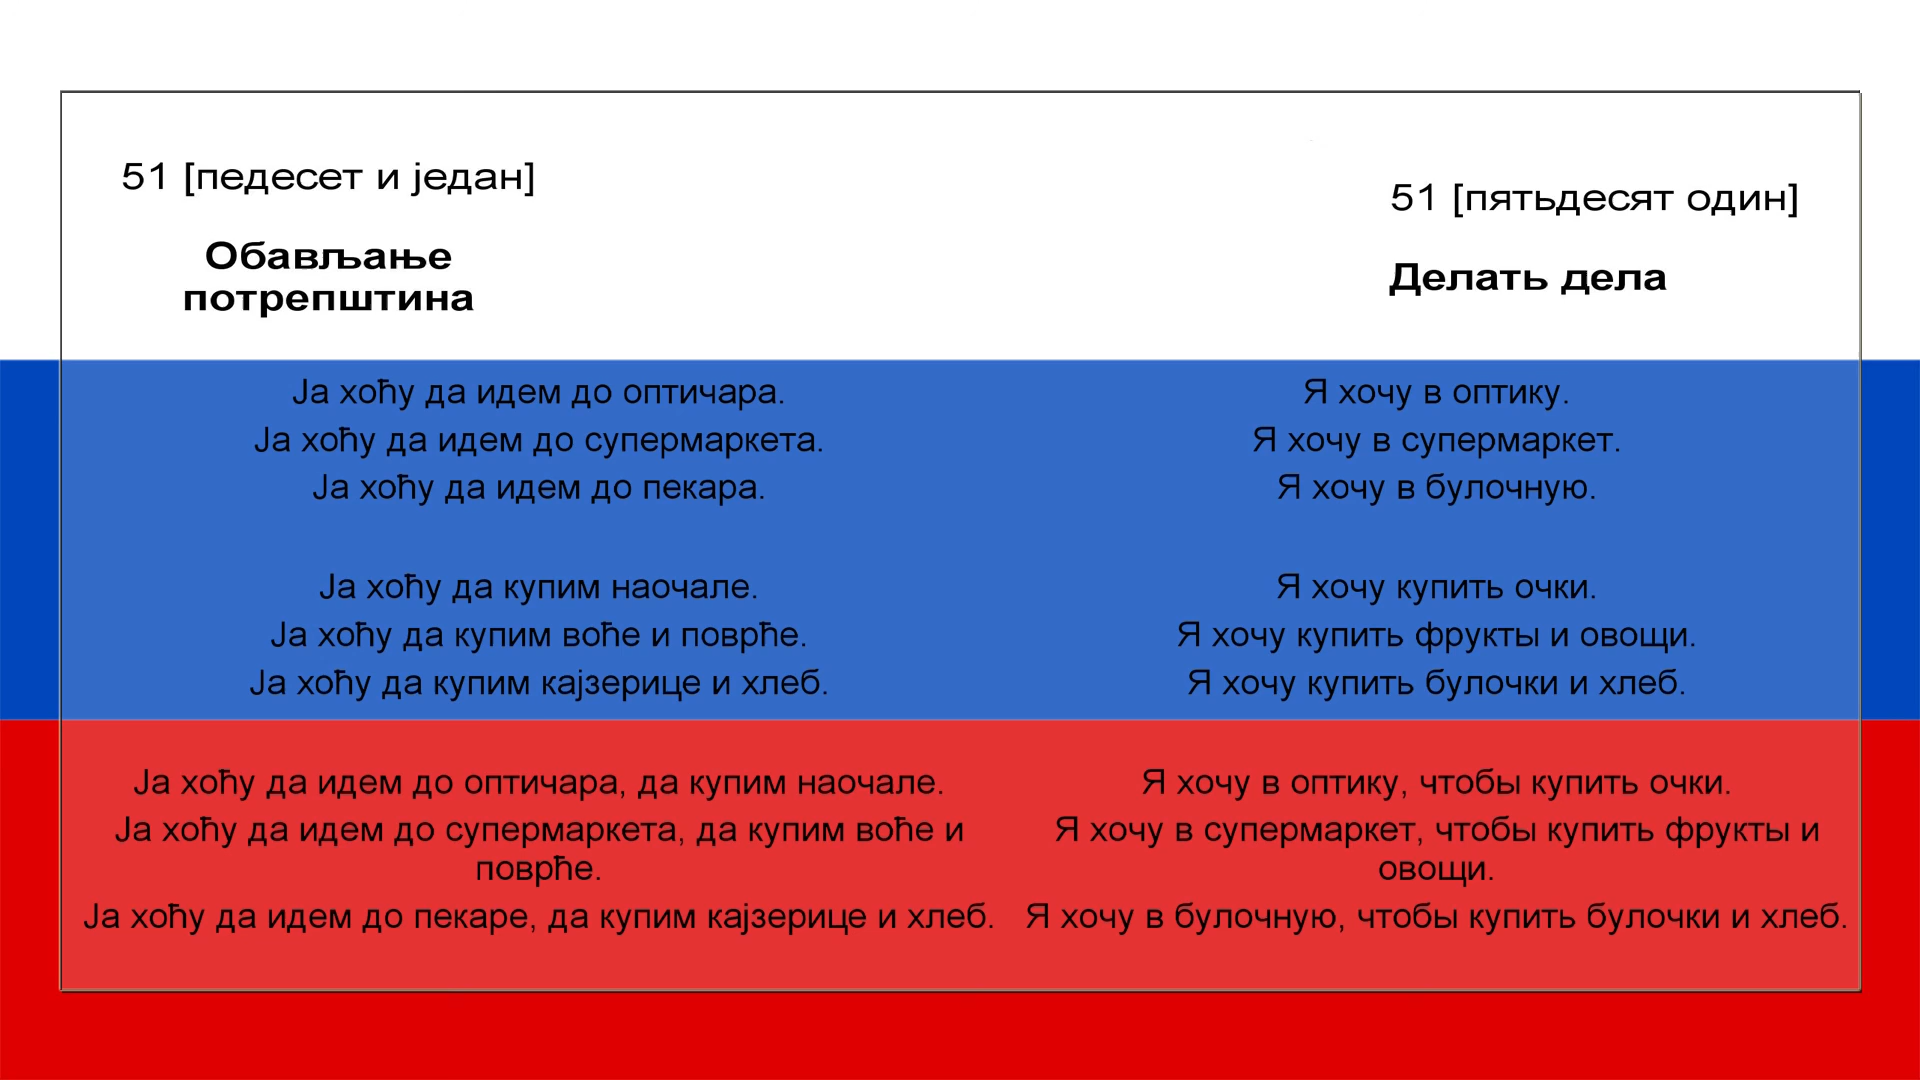 51 [педесет и један]
Обављање
потрепштина
51 [пятьдесят один]
Делать дела
Ја хоћу да идем до оптичара.
Ја хоћу да идем до супермаркета.
Ја хоћу да идем до пекара.
Ја хоћу да купим наочале.
Ја хоћу да купим воће и поврће.
Ја хоћу да купим кајзерице и хлеб.
Ја хоћу да идем до оптичара, да купим наочале.
Ја хоћу да идем до супермаркета, да купим воће и
поврће.
Ја хоћу да идем до пекаре, да купим кајзерице и хлеб.
Я хочу в оптику.
Я хочу в супермаркет.
Я хочу в булочную.
Я хочу купить очки.
Я хочу купить фрукты и овощи.
Я хочу купить булочки и хлеб.
Я хочу в оптику, чтобы купить очки.
Я хочу в супермаркет, чтобы купить фрукты и
овощи.
Я хочу в булочную, чтобы купить булочки и хлеб.